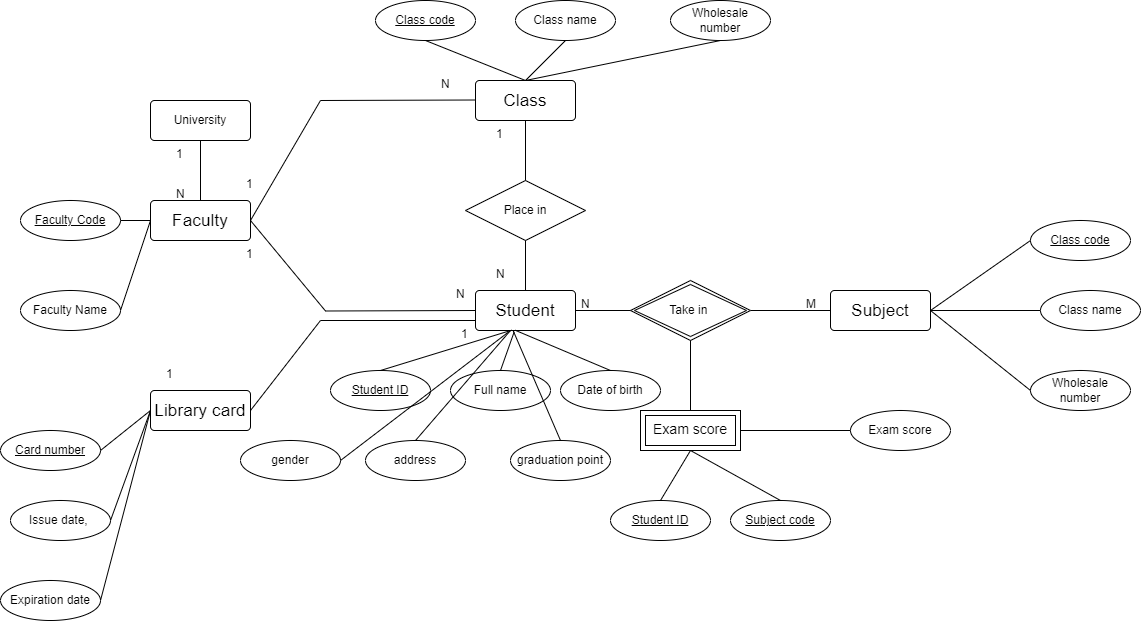 Class code
Class name
Wholesale
number
N
Class
University
1
1
N
1
Faculty Code
Faculty
Place in
Class code
1
N
Faculty Name
N
N
M
Student
Take in
Subject
Class name
1
1
Student ID
Full name
Date of birth
Wholesale
number
Library card
Exam score
Exam score
Card number
gender
address
graduation point
Issue date,
Student ID
Subject code
Expiration date